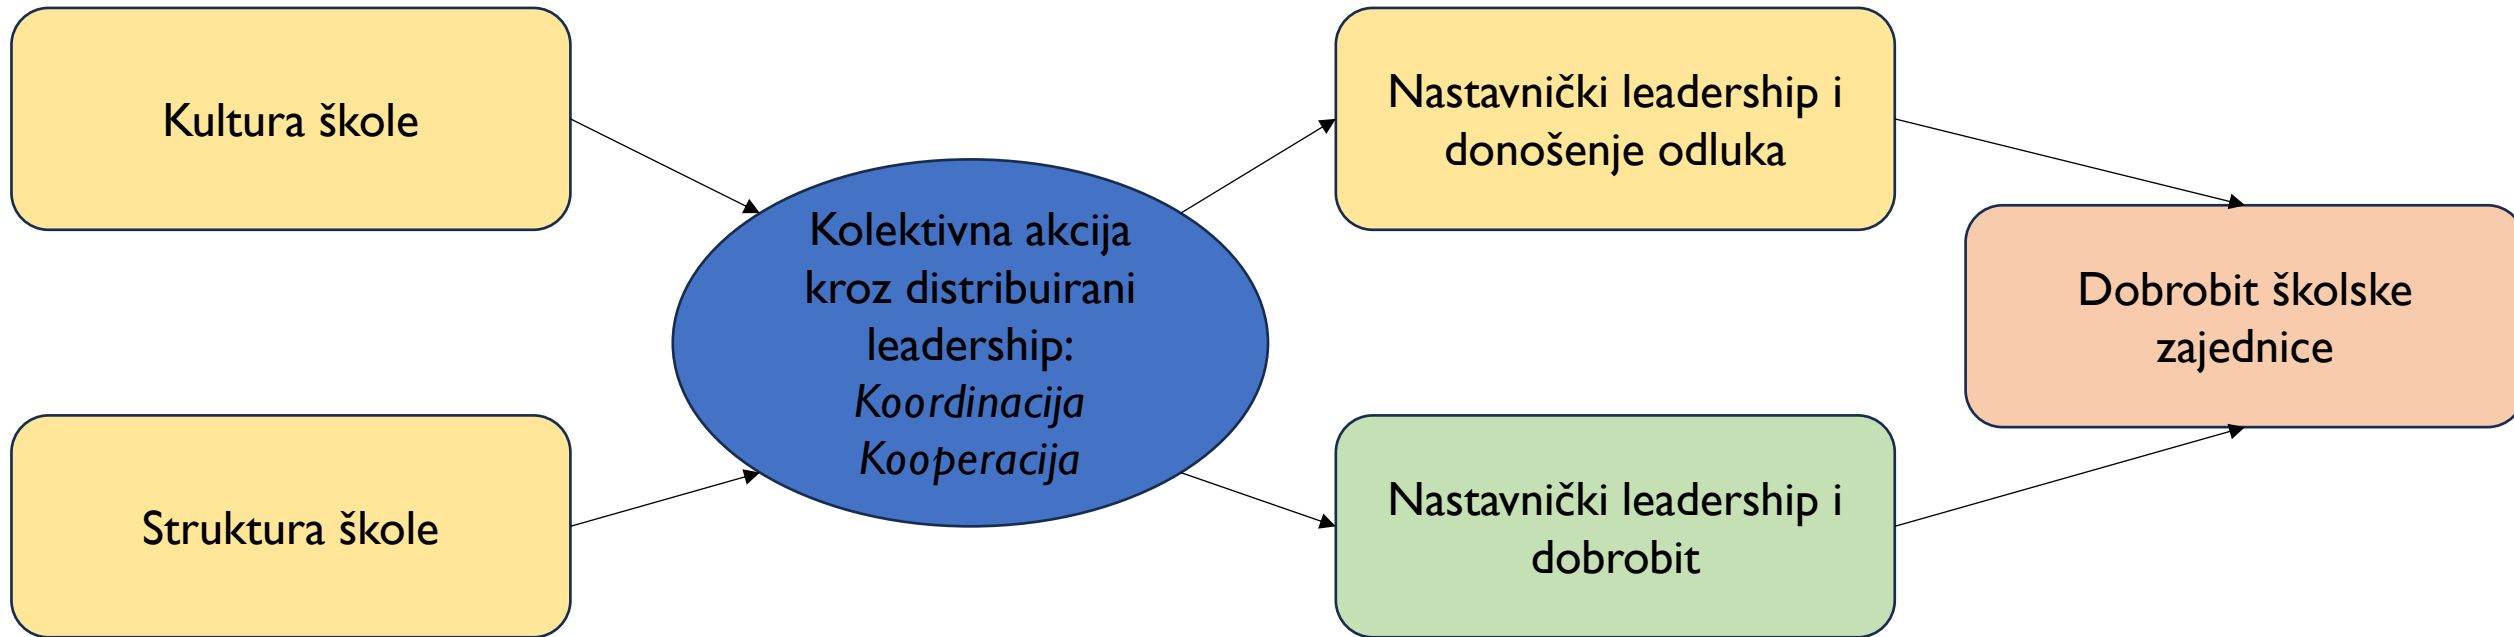 Kultura škole
Struktura škole
Kolektivna akcija
kroz distribuirani
leadership:
Koordinacija
Kooperacija
Nastavnički leadership i
donošenje odluka
Nastavnički leadership i
dobrobit
Dobrobit školske
zajednice